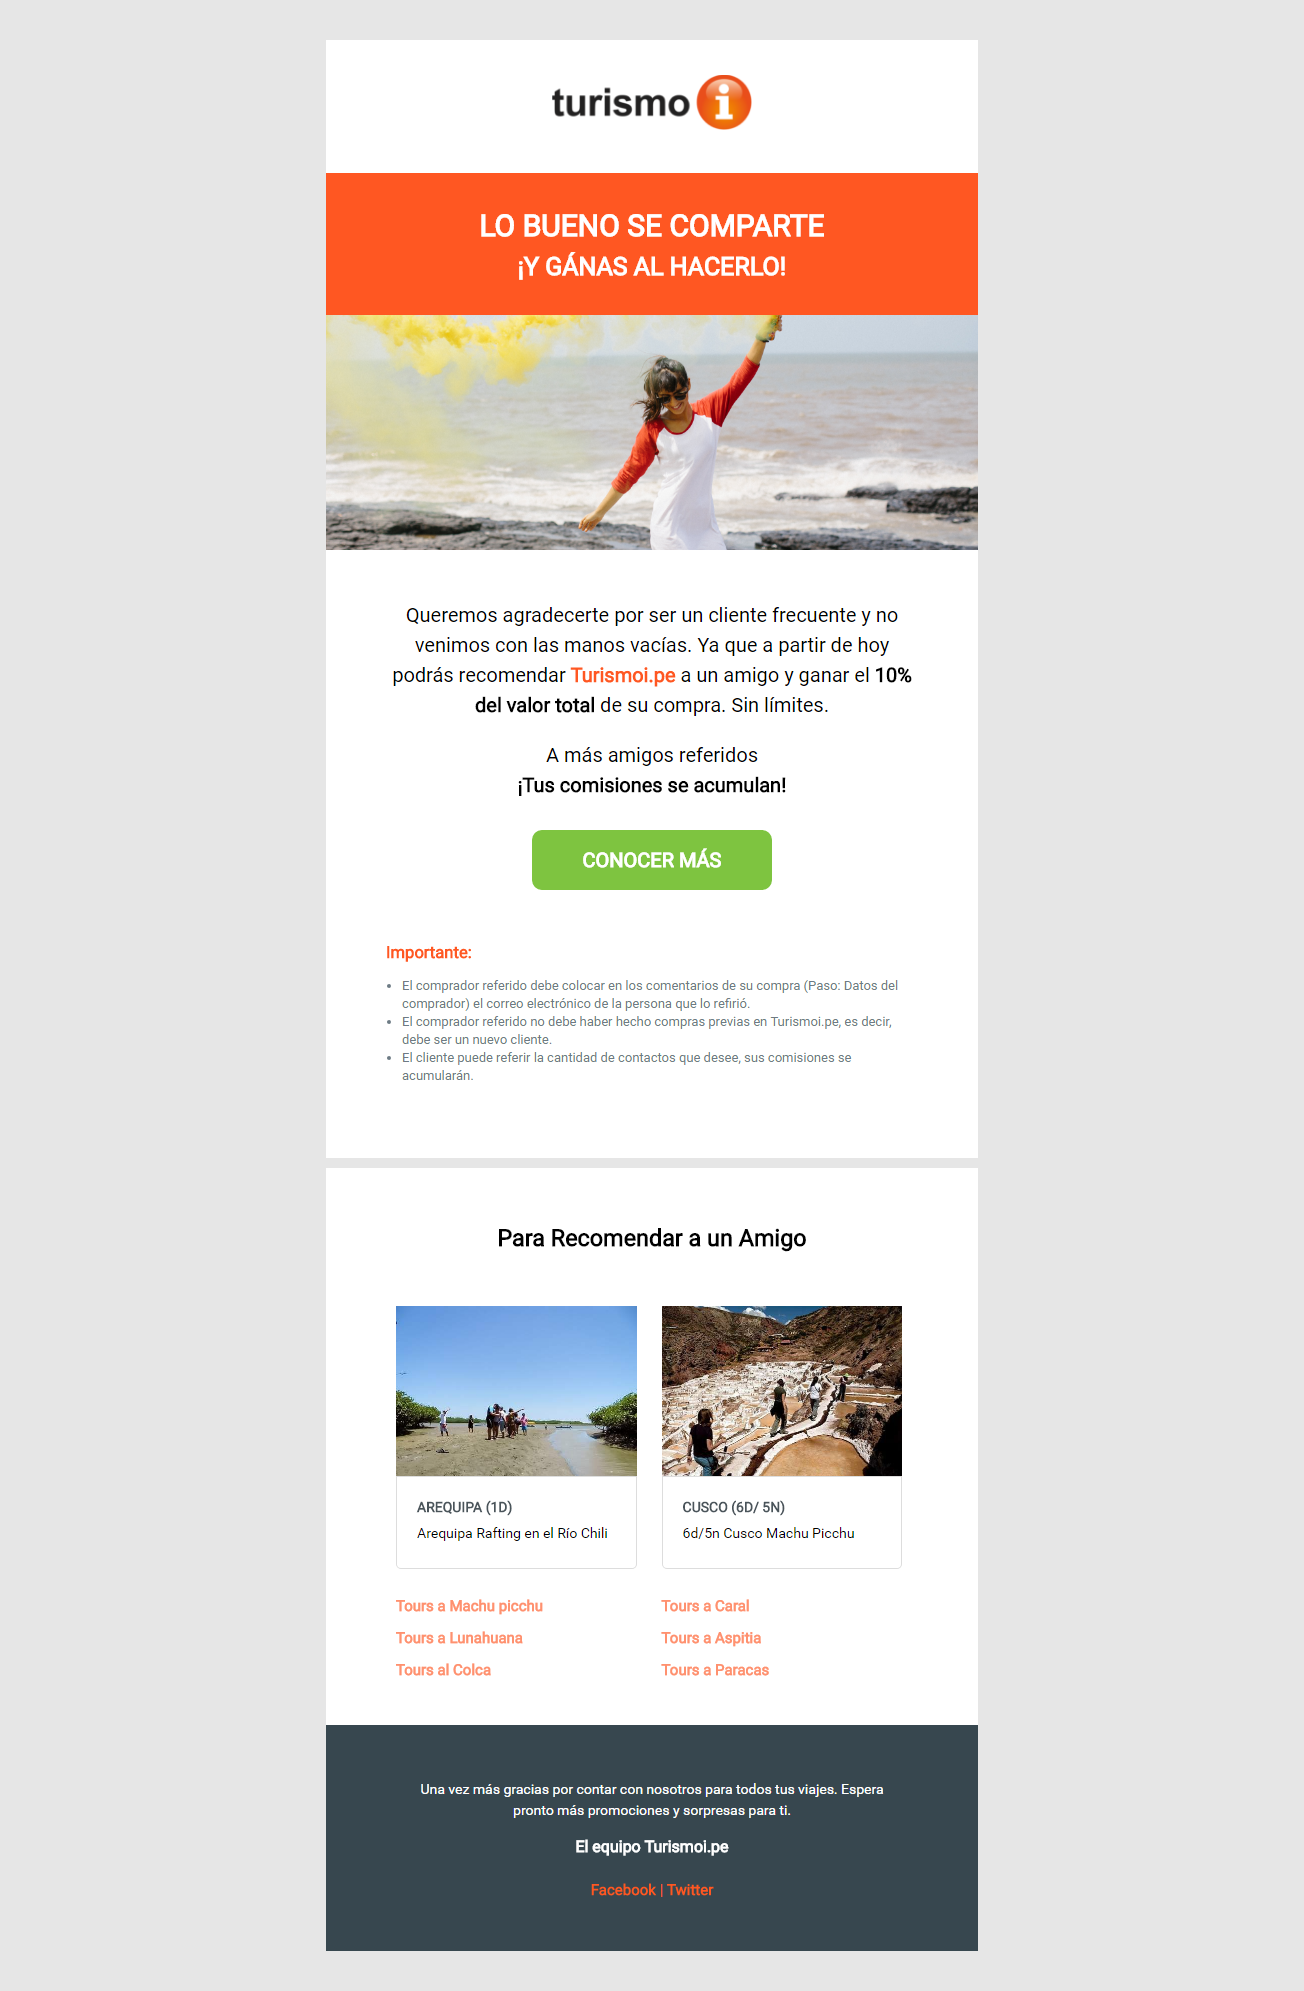 turismo i
LO BUENO SE COMPARTE
¡Y GÁNAS AL HACERLO!
Queremos agradecerte por ser un cliente frecuente y no
venimos con las manos vacías. Ya que a partir de hoy
podrás recomendar Turismoi.pe a un amigo y ganar el 10%
del valor total de su compra. Sin límites.
A más amigos referidos
¡Tus comisiones se acumulan!
CONOCER MÁS
Importante:
• El comprador referido debe colocar en los comentarios de su compra (Paso: Datos del
comprador) el correo electrónico de la persona que lo refirió.
• El comprador referido no debe haber hecho compras previas en Turismoi.pe, es decir,
debe ser un nuevo cliente.
• El cliente puede referir la cantidad de contactos que desee, sus comisiones se
acumularán.
Para Recomendar a un Amigo
AREQUIPA (1D)
Arequipa Rafting en el Río Chili
CUSCO (6D/ 5N)
6d/5n Cusco Machu Picchu
Tours a Machu picchu
Tours a Lunahuana
Tours al Colca
Tours a Caral
Tours a Aspitia
Tours a Paracas
Una vez más gracias por contar con nosotros para todos tus viajes. Espera
pronto más promociones y sorpresas para ti.
El equipo Turismoi.pe
Facebook | Twitter